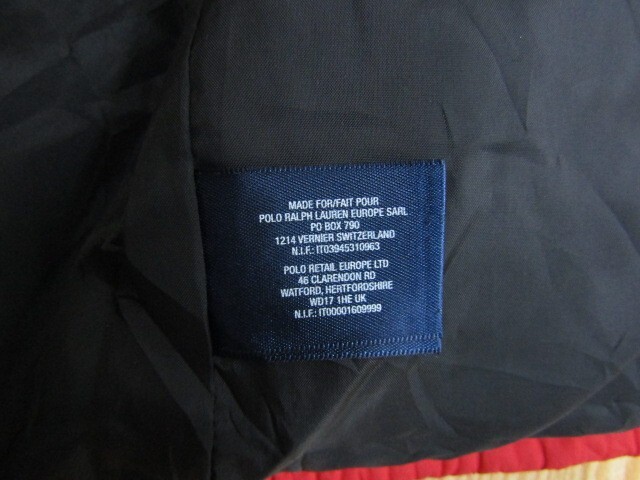 MADE FOR/FAIT POUR
POLO RALPH LAUREN EUROPE SARL
PO BOX 790
1214 VERNIER SWITZERLAND
N.I.F.: IT03945310963
POLO RETAIL EUROPE LTD
46 CLARENDON RD
WATFORD, HERTFORDSHIRE
WD17 1HE UK
N.I.F.: IT00001609999